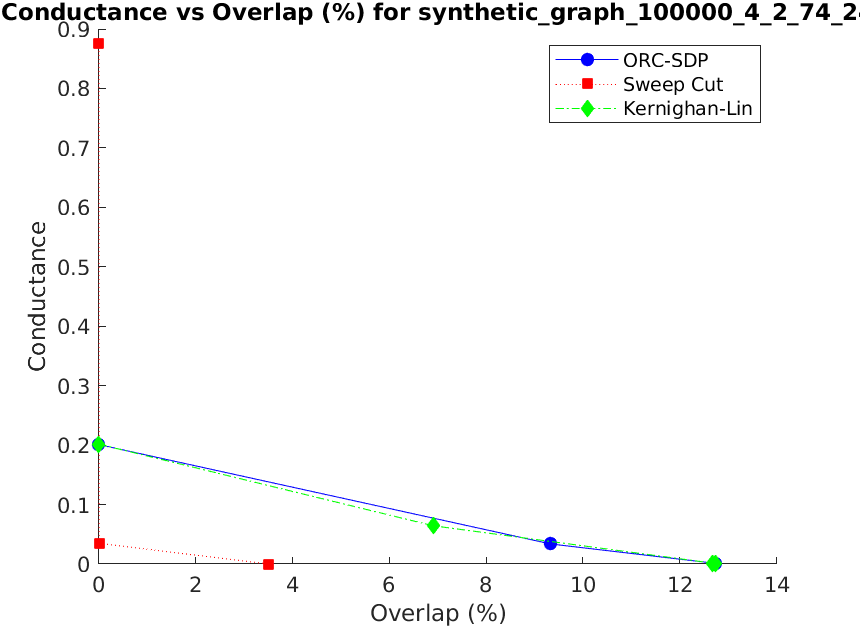 Conductance vs Overlap (%) for synthetic_graph_100000_4_2_74_2
ORC-SDP
Sweep Cut
Kernighan-Lin
Conductance
0.9
0.8
0.7
0.6
0.5
0.4
0.3
0.2
0.1
0
0 2 4 6 8 10 12 14
Overlap (%)